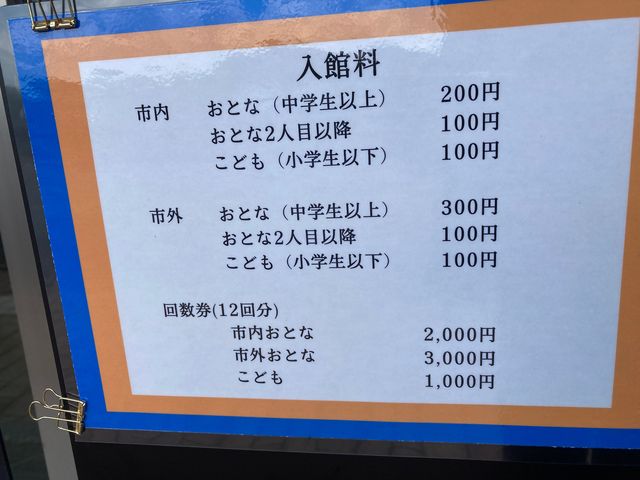 入館料
市内 おとな（中学生以上） 200円
おとな2人目以降 100円
こども（小学生以下） 100円
市外 おとな（中学生以上） 300円
おとな2人目以降 100円
こども（小学生以下） 100円
回数券(12回分)
市内おとな 2,000円
市外おとな 3,000円
こども 1,000円